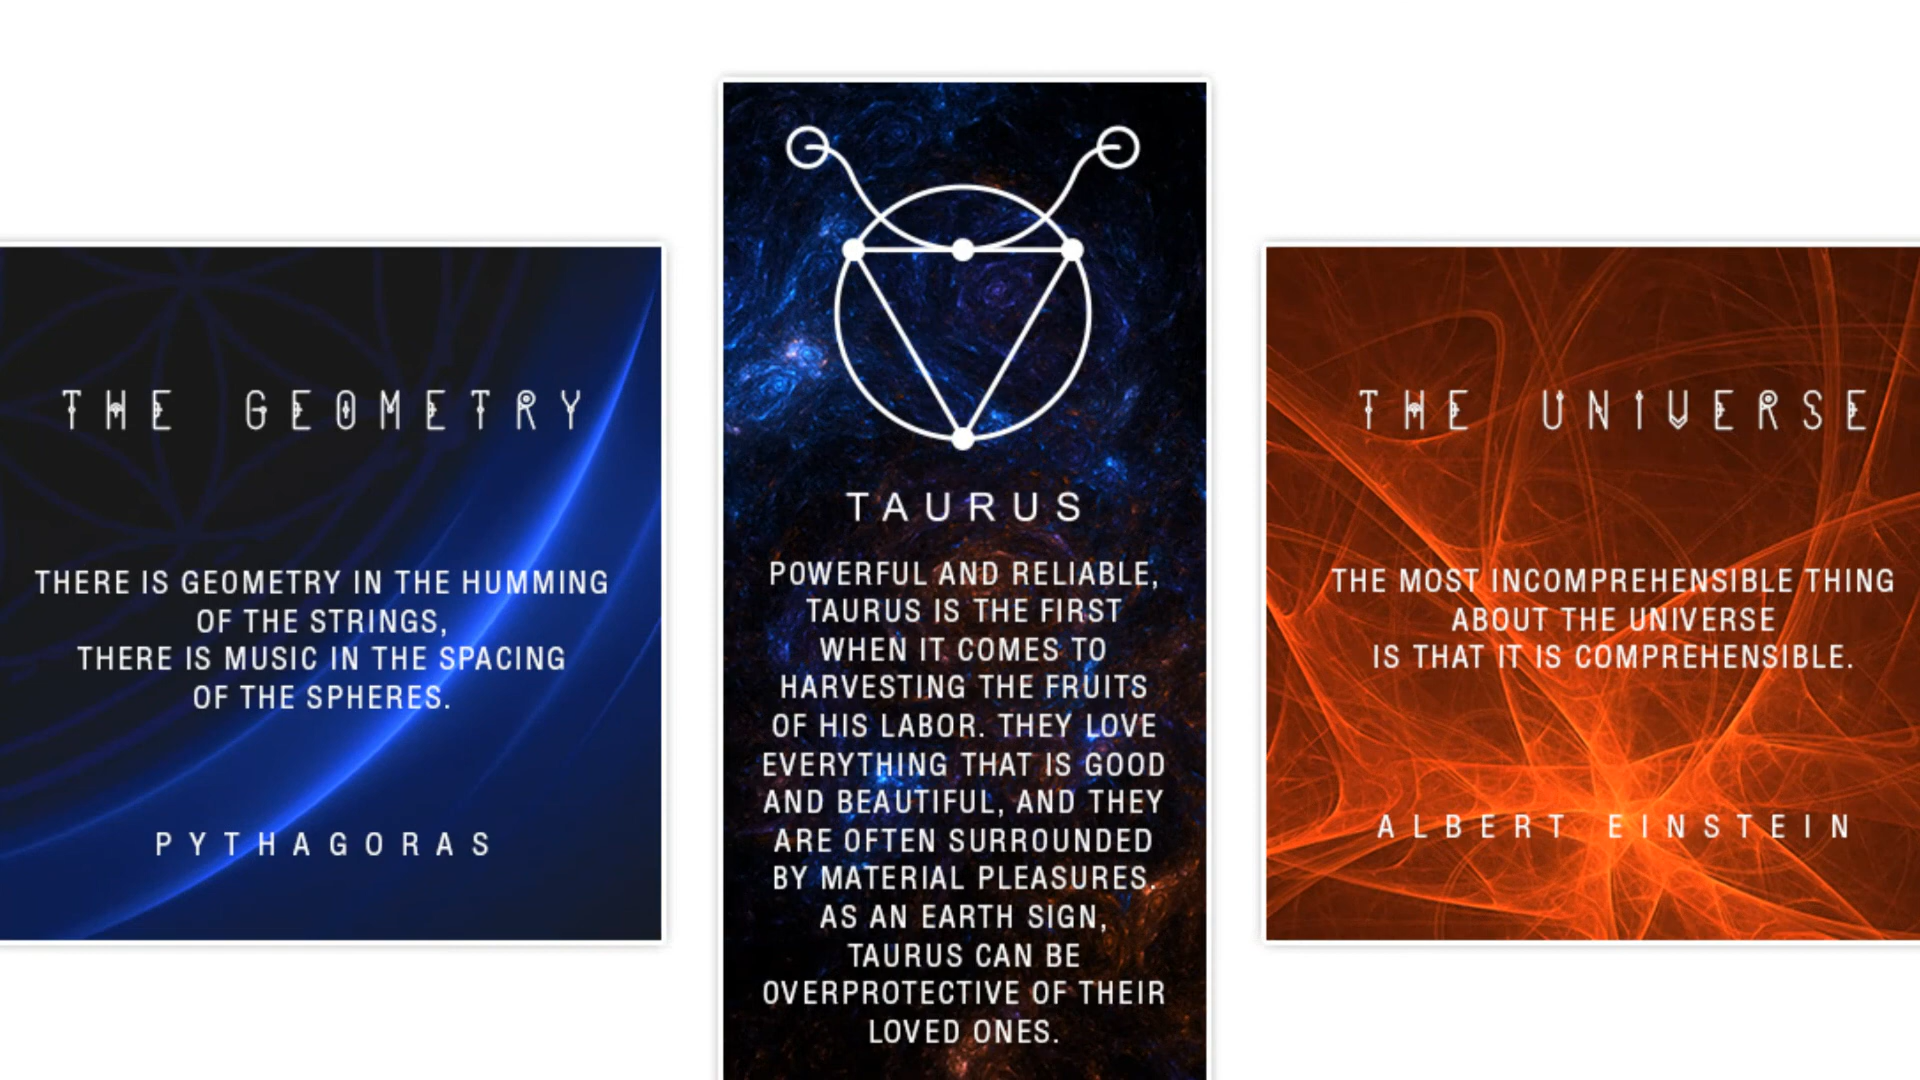 THE GEOMETRY
THERE IS GEOMETRY IN THE HUMMING
OF THE STRINGS,
THERE IS MUSIC IN THE SPACING
OF THE SPHERES.
PYTHAGORAS
TAURUS
POWERFUL AND RELIABLE,
TAURUS IS THE FIRST
WHEN IT COMES TO
HARVESTING THE FRUITS
OF HIS LABOR. THEY LOVE
EVERYTHING THAT IS GOOD
AND BEAUTIFUL, AND THEY
ARE OFTEN SURROUNDED
BY MATERIAL PLEASURES.
AS AN EARTH SIGN,
TAURUS CAN BE
OVERPROTECTIVE OF THEIR
LOVED ONES.
THE UNIVERSE
THE MOST INCOMPREHENSIBLE THING
ABOUT THE UNIVERSE
IS THAT IT IS COMPREHENSIBLE.
ALBERT EINSTEIN